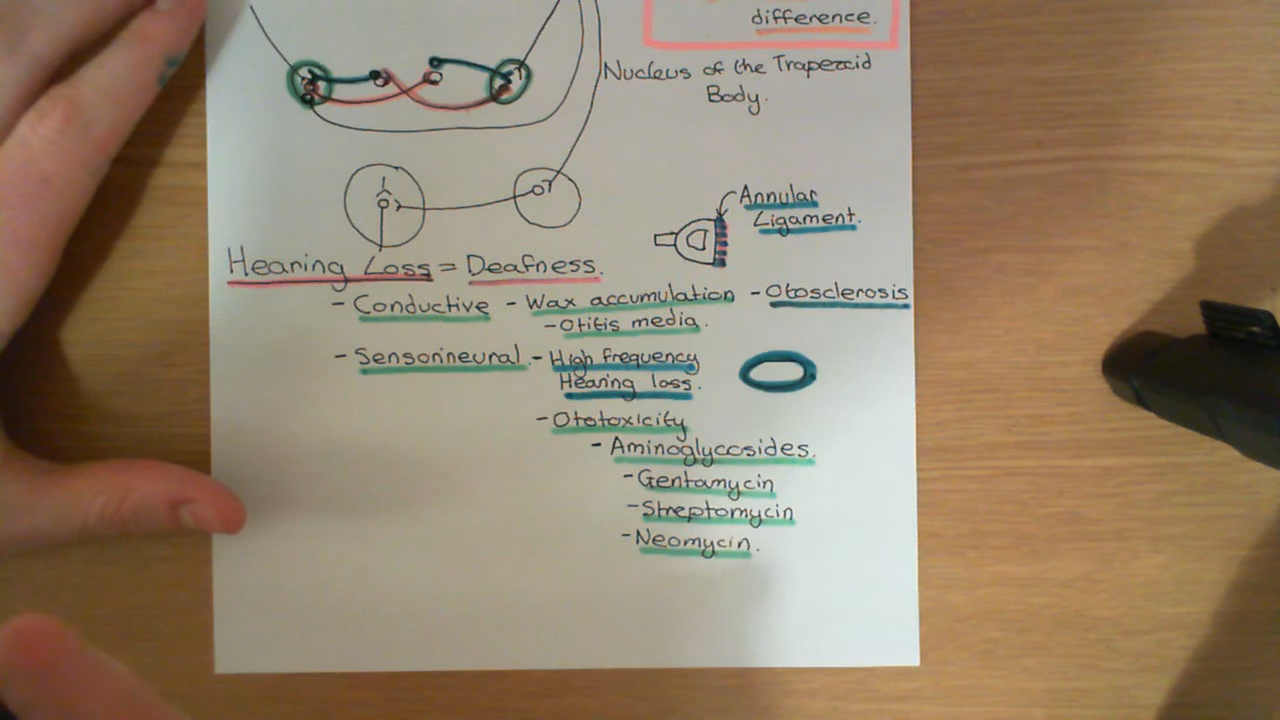 difference.
Nucleus of the Trapezoid
Body.
Annular
Ligament.
Hearing Loss = Deafness.
- Conductive - Wax accumulation - Otosclerosis
- Otitis media.
- Sensorineural. - High frequency
Hearing loss.
- Ototoxicity
- Aminoglycosides.
- Gentamycin
- Streptomycin
- Neomycin.